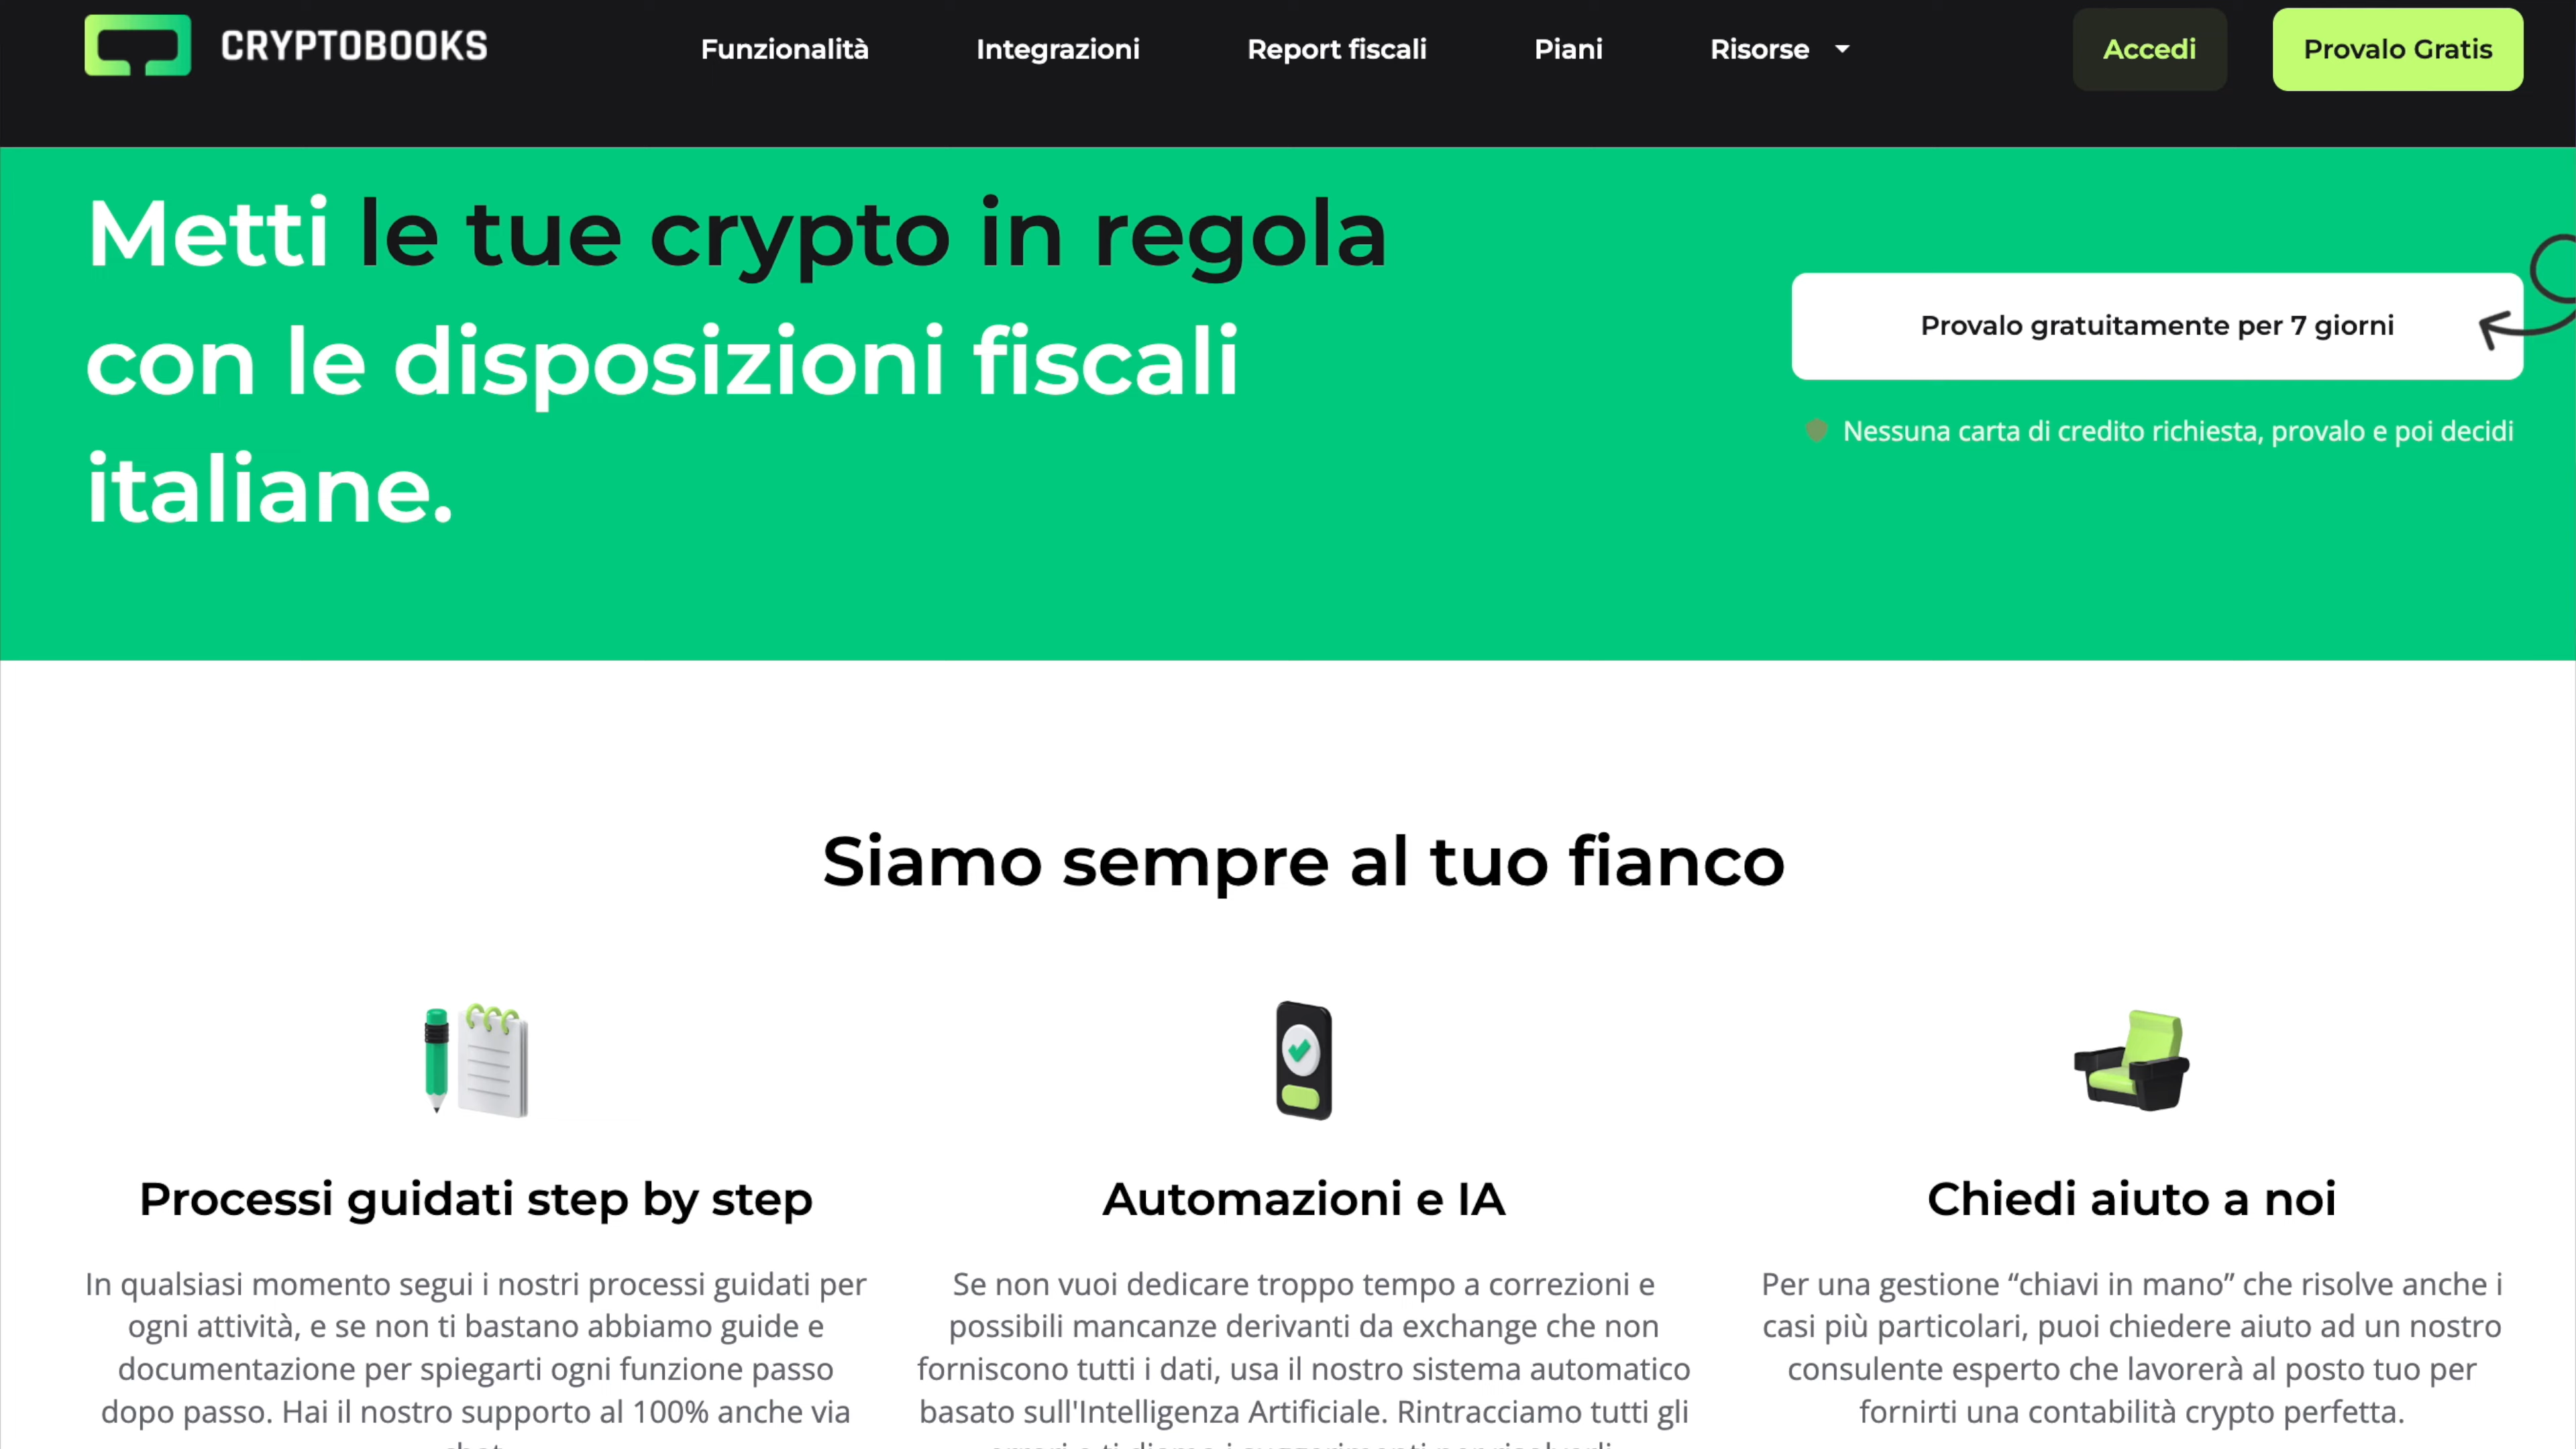 CRYPTOBOOKS
Funzionalità
Integrazioni
Report fiscali
Piani
Risorse
Accedi
Provalo Gratis
Metti le tue crypto in regola
con le disposizioni fiscali
italiane.
Provalo gratuitamente per 7 giorni
Nessuna carta di credito richiesta, provalo e poi decidi
Siamo sempre al tuo fianco
Processi guidati step by step
In qualsiasi momento segui i nostri processi guidati per
ogni attività, e se non ti bastano abbiamo guide e
documentazione per spiegarti ogni funzione passo
dopo passo. Hai il nostro supporto al 100% anche via
Automazioni e IA
Se non vuoi dedicare troppo tempo a correzioni e
possibili mancanze derivanti da exchange che non
forniscono tutti i dati, usa il nostro sistema automatico
basato sull'Intelligenza Artificiale. Rintracciamo tutti gli
Chiedi aiuto a noi
Per una gestione “chiavi in mano” che risolve anche i
casi più particolari, puoi chiedere aiuto ad un nostro
consulente esperto che lavorerà al posto tuo per
fornirti una contabilità crypto perfetta.